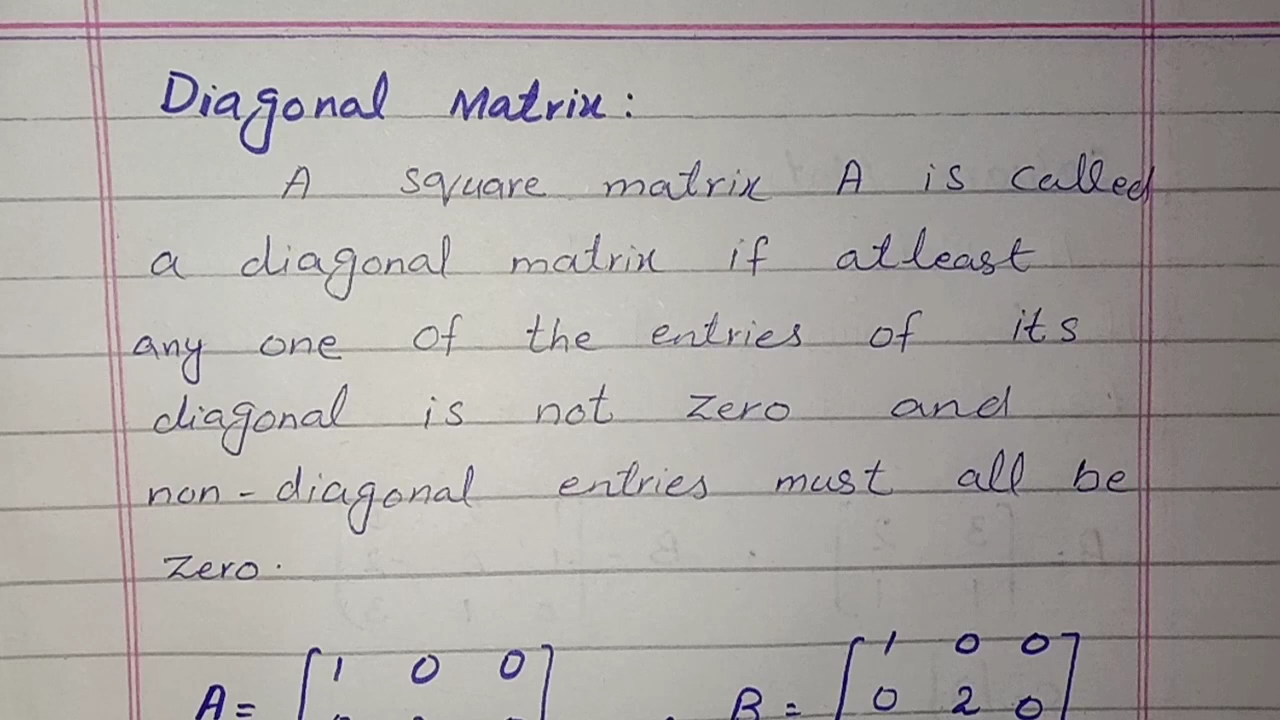 Diagonal Matrix:
A square matrix A is called
a diagonal matrix if atleast
any one of the entries of its
diagonal is not zero and
non-diagonal entries must all be
zero.
A = [1 0 0] B = [1 0 0
0 2 0]